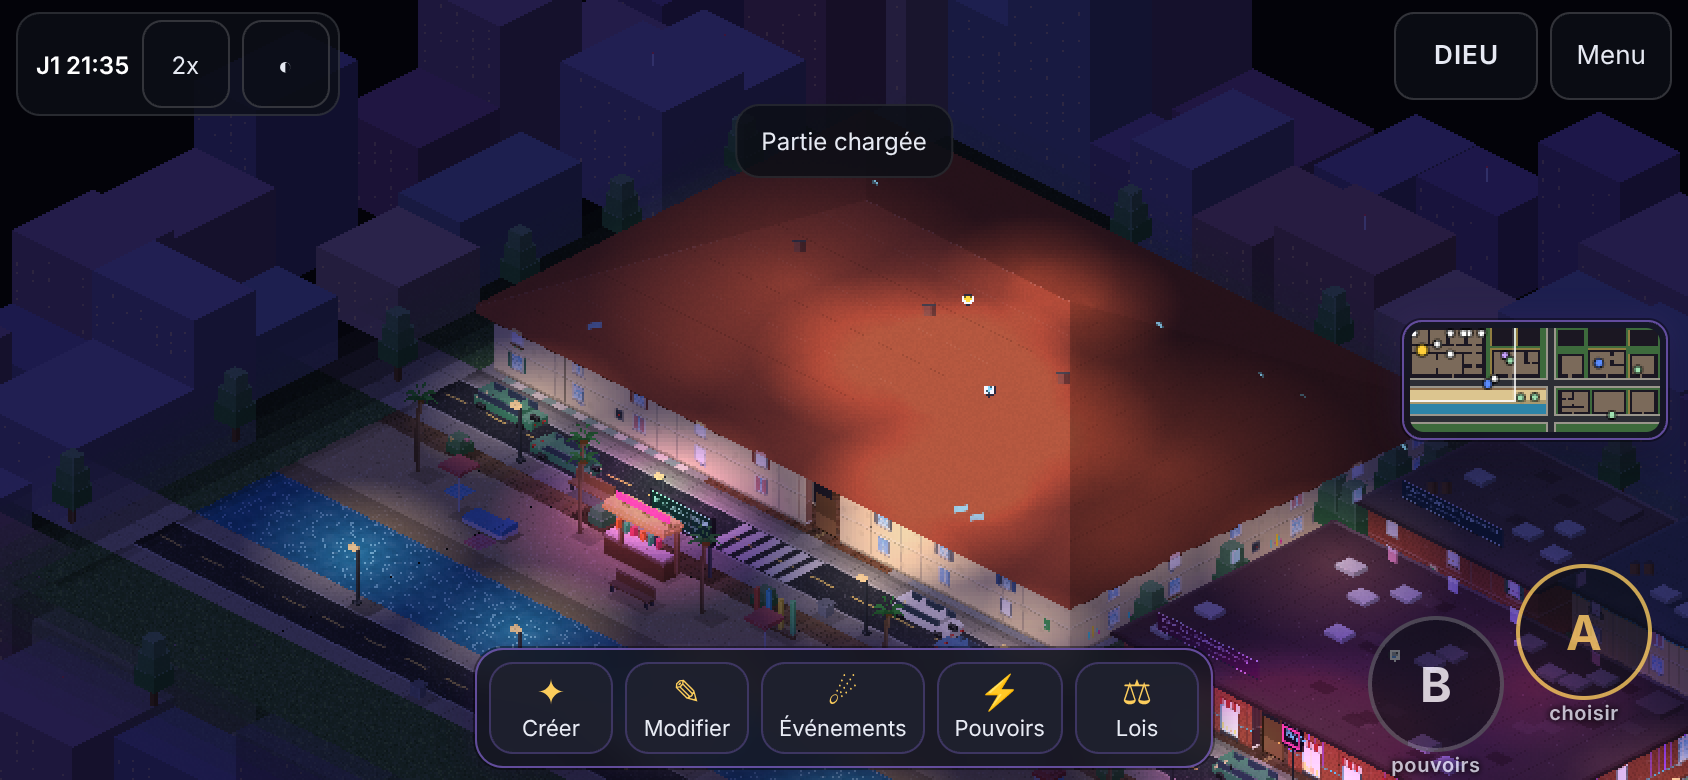 J1 21:35
2x
DIEU
Menu
Partie chargée
Créer
Modifier
Événements
Pouvoirs
Lois
A
choisir
B
pouvoirs